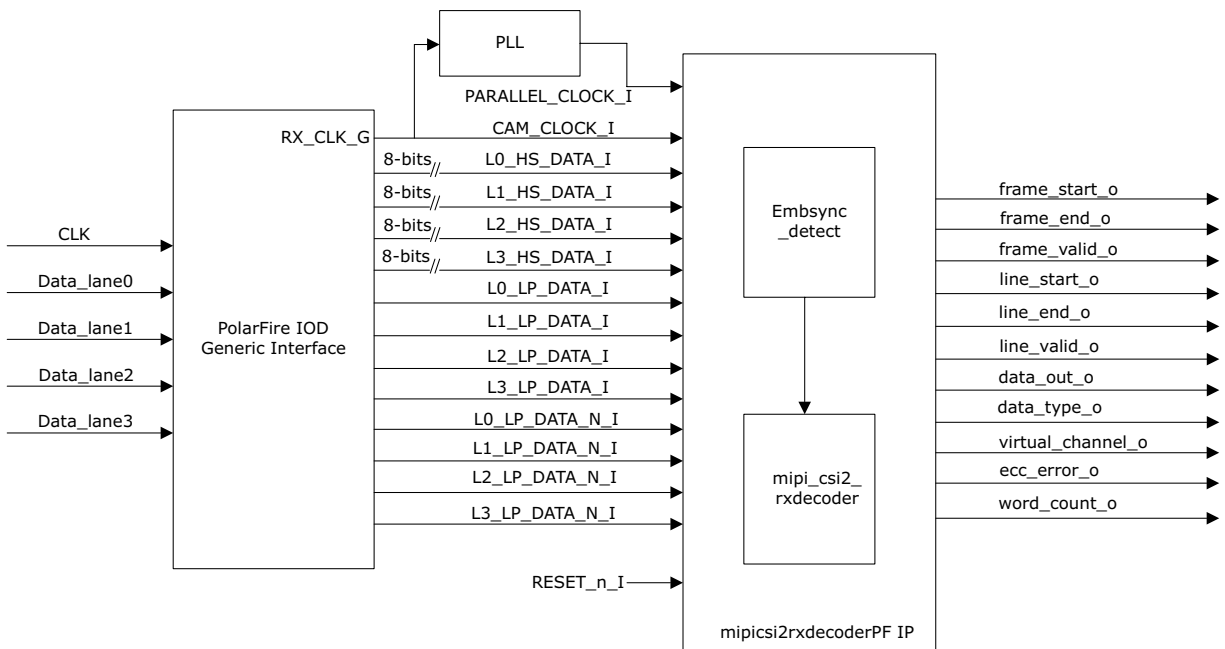 PLL
PARALLEL_CLOCK_I
RX_CLK_G
CAM_CLOCK_I
8-bits
L0_HS_DATA_I
8-bits
L1_HS_DATA_I
8-bits
L2_HS_DATA_I
8-bits
L3_HS_DATA_I
L0_LP_DATA_I
L1_LP_DATA_I
L2_LP_DATA_I
L3_LP_DATA_I
L0_LP_DATA_N_I
L1_LP_DATA_N_I
L2_LP_DATA_N_I
L3_LP_DATA_N_I
RESET_n_I
CLK
Data_lane0
Data_lane1
Data_lane2
Data_lane3
PolarFire IOD
Generic Interface
Embsync
_detect
mipi_csi2_
rxdecoder
mipicsi2rxdecoderPF IP
frame_start_o
frame_end_o
frame_valid_o
line_start_o
line_end_o
line_valid_o
data_out_o
data_type_o
virtual_channel_o
ecc_error_o
word_count_o